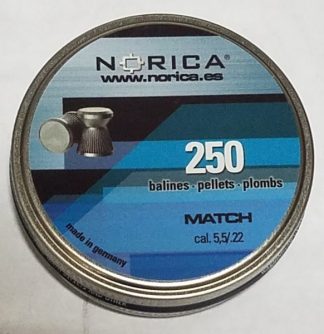 NORICA®
www.norica.es
250
balines · pellets · plombs
MATCH
cal. 5,5/.22
made in germany